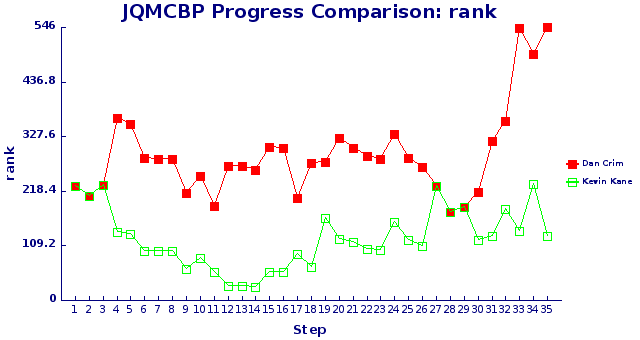 JQMCBP Progress Comparison: rank
546
436.8
327.6
218.4
109.2
0
rank
1 2 3 4 5 6 7 8 9 10 11 12 13 14 15 16 17 18 19 20 21 22 23 24 25 26 27 28 29 30 31 32 33 34 35
Step
Dan Crim
Kevin Kane